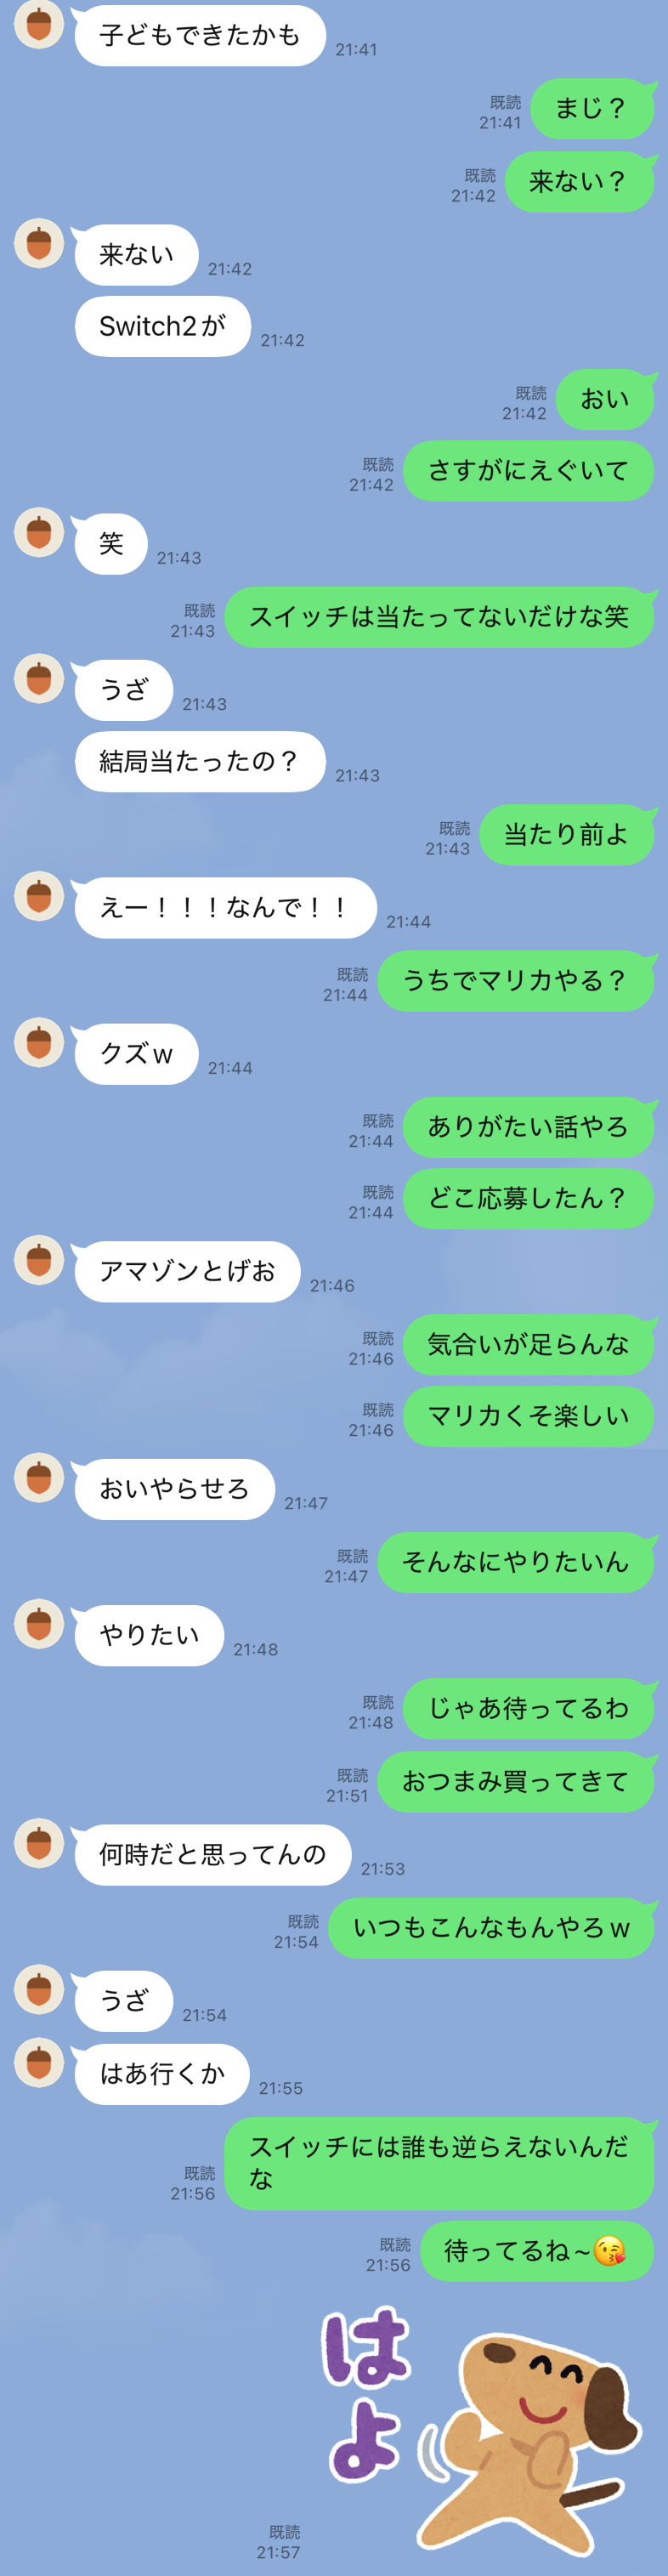 子どもできたかも
21:41
まじ？
既読
21:41
来ない？
既読
21:42
来ない
21:42
Switch2が
21:42
おい
既読
21:42
さすがにえぐいて
既読
21:42
笑
21:43
スイッチは当たってないだけな笑
既読
21:43
うざ
21:43
結局当たったの？
21:43
当たり前よ
既読
21:43
えー！！！なんで！！
21:44
うちでマリカやる？
既読
21:44
クズｗ
21:44
ありがたい話やろ
既読
21:44
どこ応募したん？
既読
21:44
アマゾンとげお
21:46
気合いが足らんな
既読
21:46
マリカくそ楽しい
既読
21:46
おいやらせろ
21:47
そんなにやりたいん
既読
21:47
やりたい
21:48
じゃあ待ってるわ
既読
21:48
おつまみ買ってきて
既読
21:51
何時だと思ってんの
21:53
いつもこんなもんやろｗ
既読
21:54
うざ
21:54
はあ行くか
21:55
スイッチには誰も逆らえないんだ
な
既読
21:56
待ってるね~😘
既読
21:56
はよ
既読
21:57